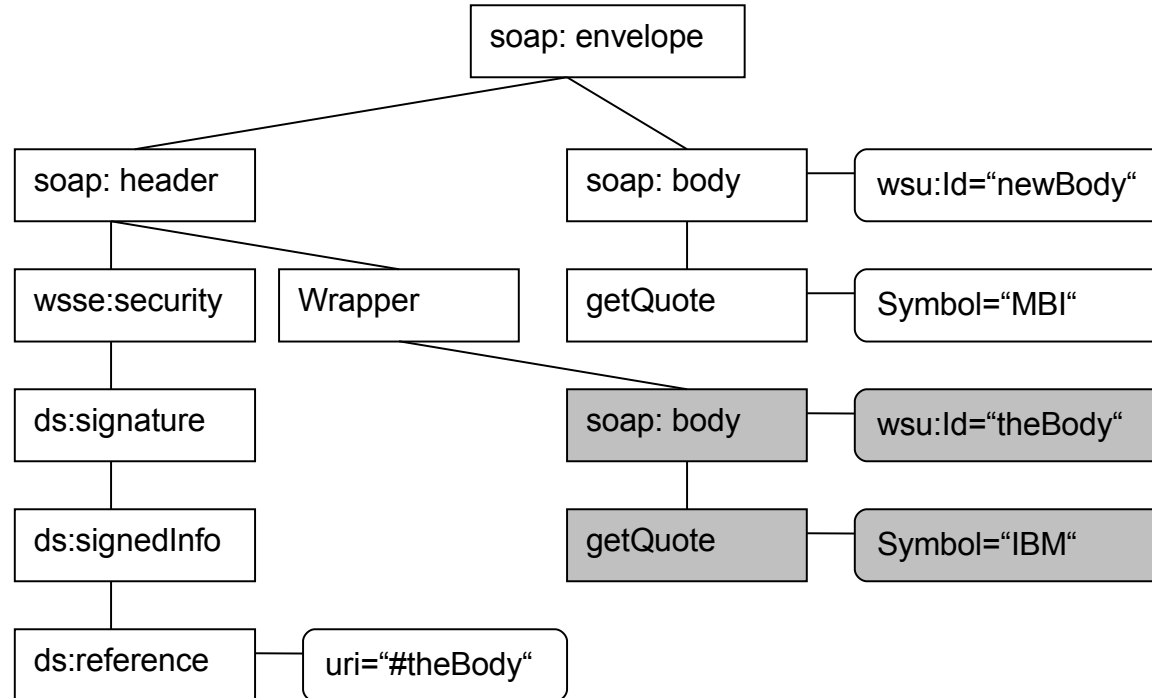 soap: envelope
soap: header
soap: body
wsu:Id=“newBody“
wsse:security
Wrapper
getQuote
Symbol=“MBI“
ds:signature
soap: body
wsu:Id=“theBody“
ds:signedInfo
getQuote
Symbol=“IBM“
ds:reference
uri=“#theBody“